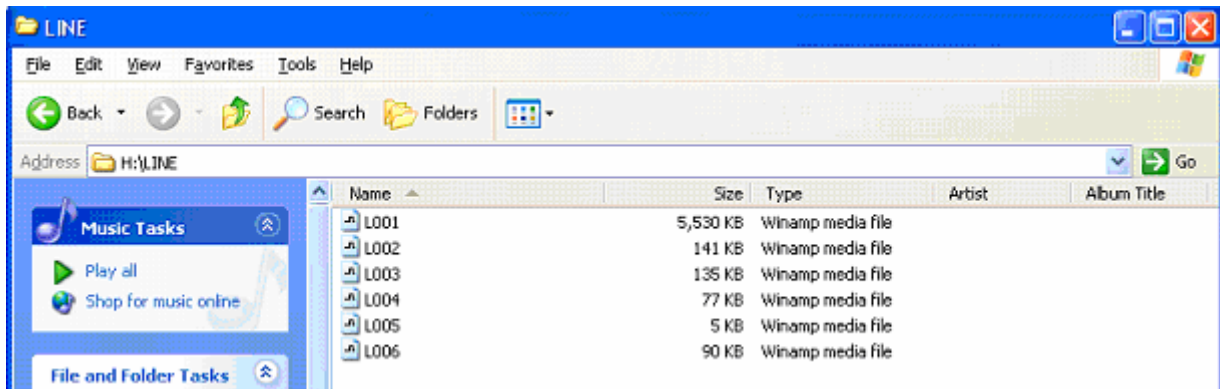 LINE
File Edit View Favorites Tools Help
Back Search Folders
Address H:\LINE Go
Name Size Type Artist Album Title
Music Tasks
Play all
Shop for music online
File and Folder Tasks
L001 5,530 KB Winamp media file
L002 141 KB Winamp media file
L003 135 KB Winamp media file
L004 77 KB Winamp media file
L005 5 KB Winamp media file
L006 90 KB Winamp media file